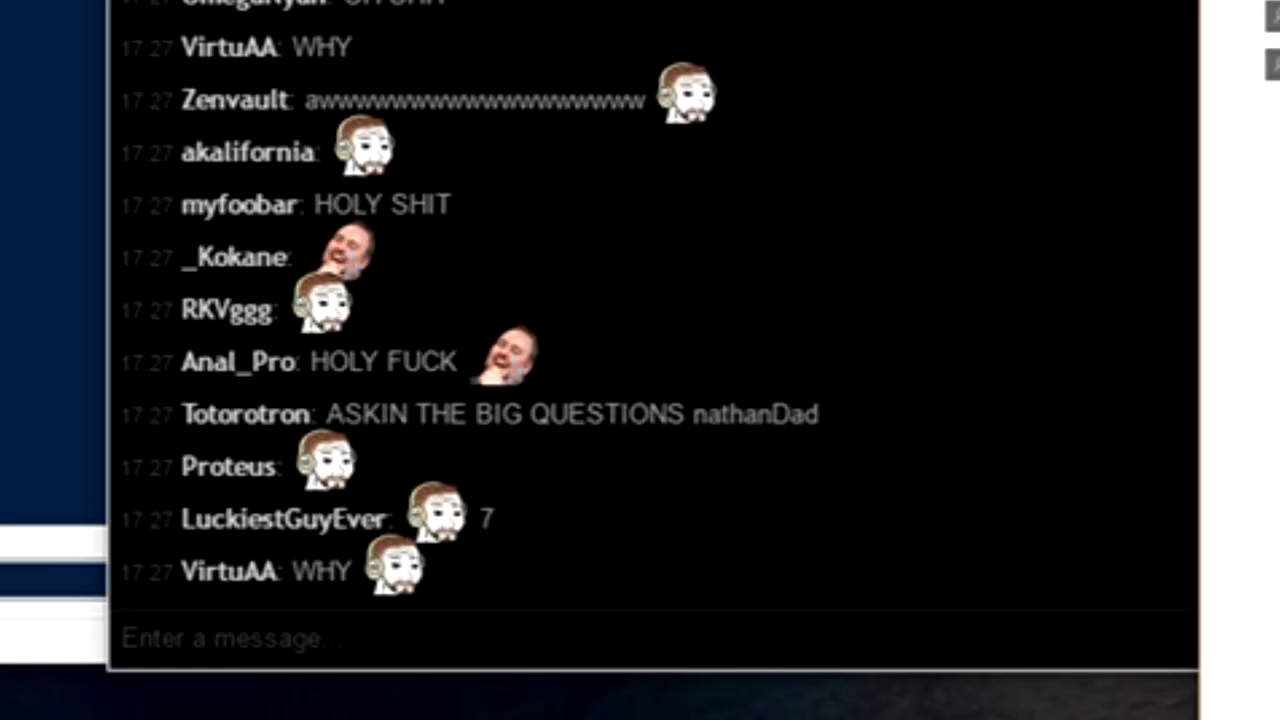 17:27 VirtuAA: WHY
17:27 Zenvault: awwwwwwwwwwwwwwwwwww
17:27 akalifornia:
17:27 myfoobar: HOLY SHIT
17:27 _Kokane:
17:27 RKVggg:
17:27 Anal_Pro: HOLY FUCK
17:27 Totorotron: ASKIN THE BIG QUESTIONS nathanDad
17:27 Proteus:
17:27 LuckiestGuyEver: 7
17:27 VirtuAA: WHY
Enter a message...